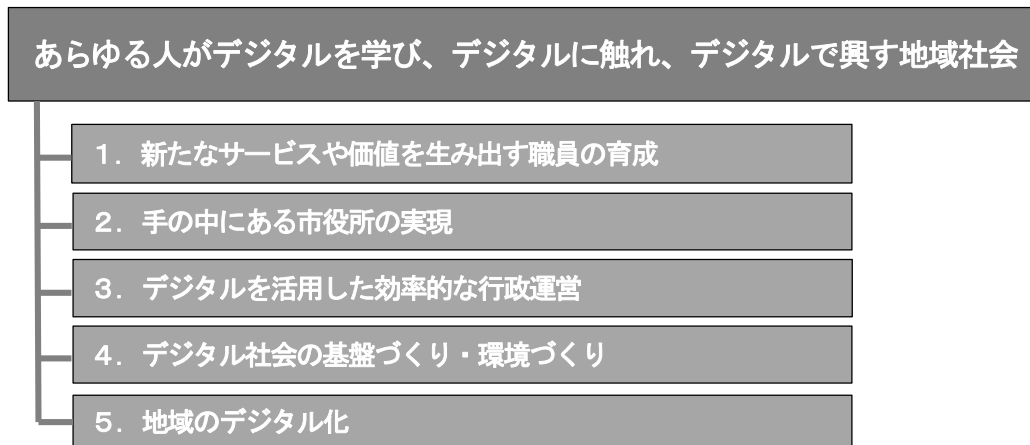 あらゆる人がデジタルを学び、デジタルに触れ、デジタルで興す地域社会
１．新たなサービスや価値を生み出す職員の育成
２．手の中にある市役所の実現
３．デジタルを活用した効率的な行政運営
４．デジタル社会の基盤づくり・環境づくり
５．地域のデジタル化